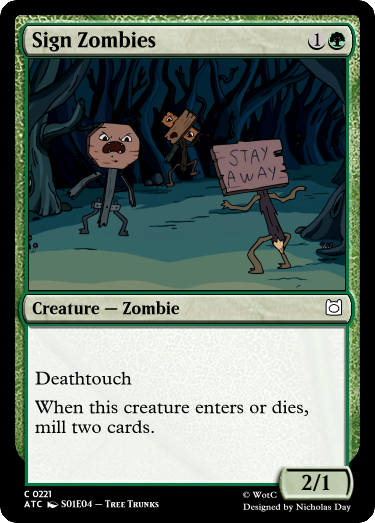 Sign Zombies 1
STAY
AWAY
Creature — Zombie
Deathtouch
When this creature enters or dies,
mill two cards.
2/1
C 0221
ATC S01E04 – Tree Trunks
© WotC
Designed by Nicholas Day